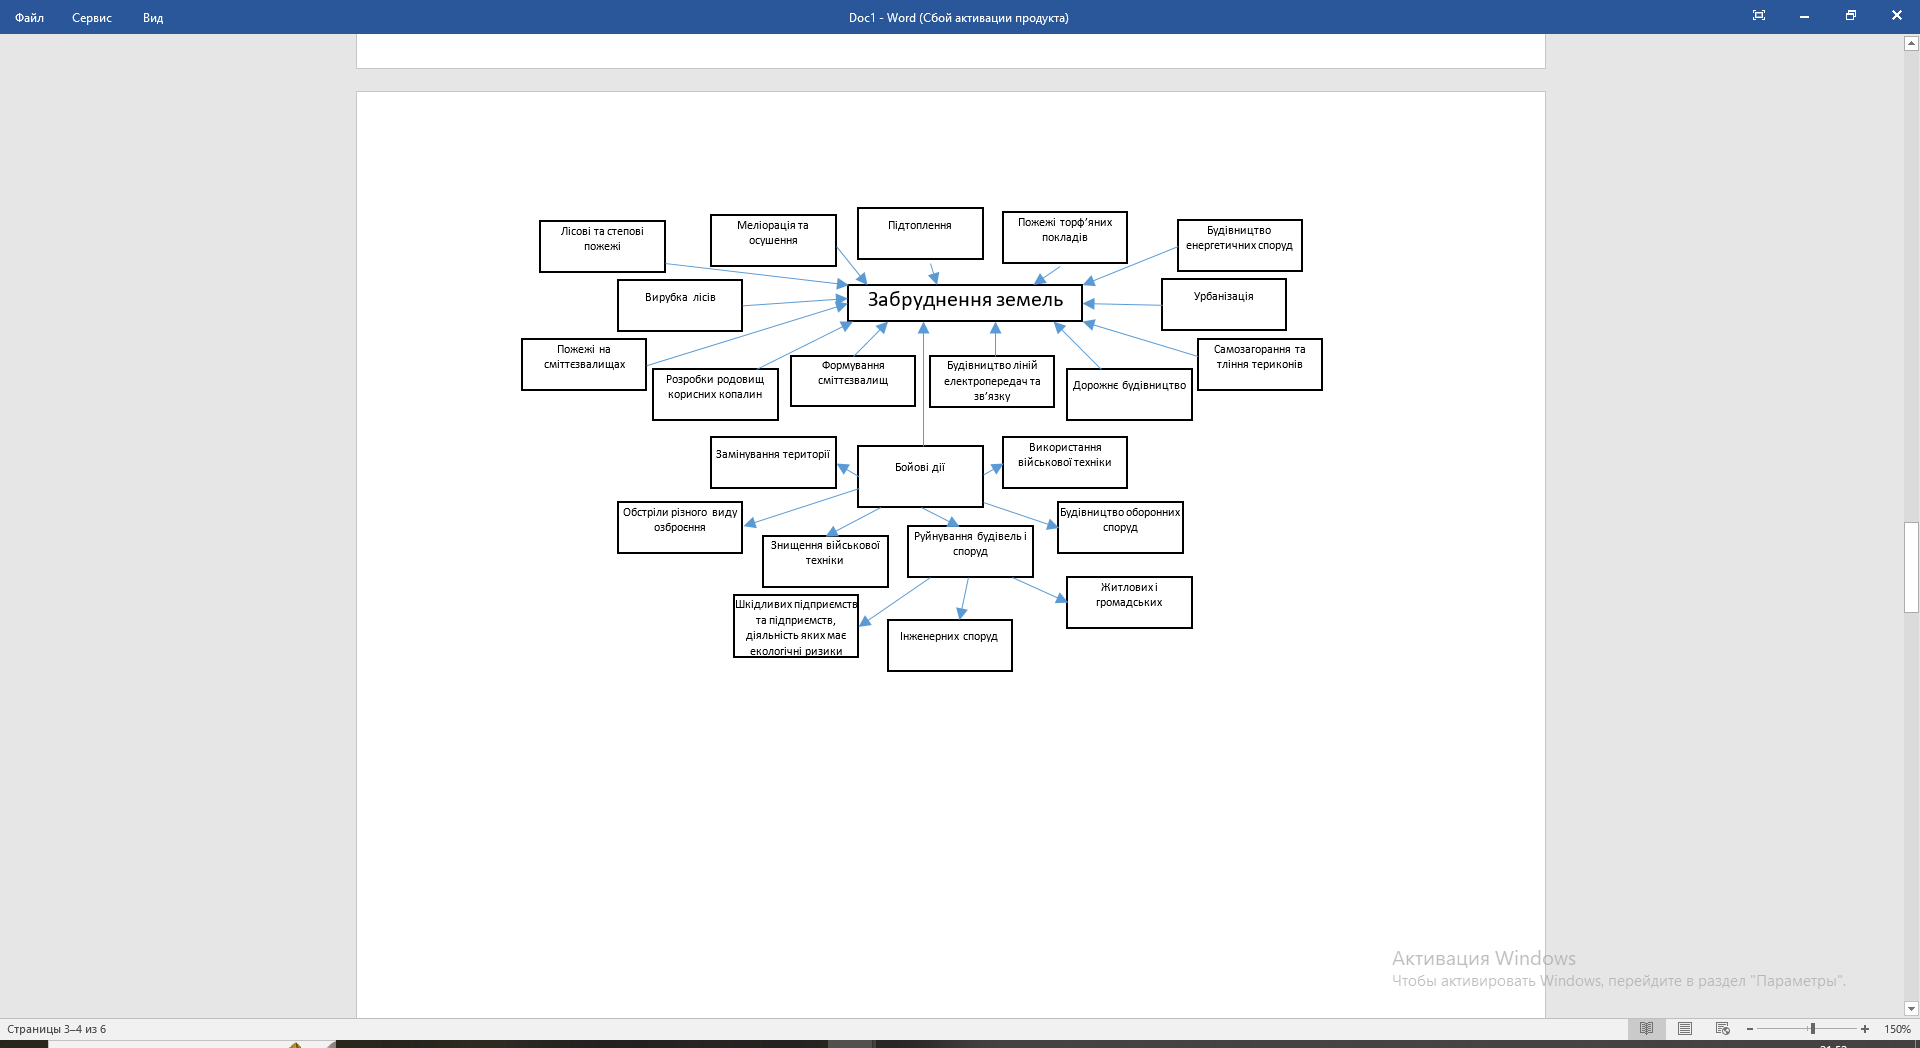 Файл Сервис Вид
Doc1 - Word (Сбой активации продукта)
Лісові та степові
пожежі
Меліорація та
осушення
Підтоплення
Пожежі торф’яних
покладів
Будівництво
енергетичних споруд
Вирубка лісів
Забруднення земель
Урбанізація
Пожежі на
сміттєзвалищах
Розробки родовищ
корисних копалин
Формування
сміттєзвалищ
Будівництво ліній
електропередач та
зв’язку
Дорожнє будівництво
Самозагорання та
тління териконів
Замінування території
Бойові дії
Використання
військової техніки
Обстріли різного виду
озброєння
Знищення військової
техніки
Руйнування будівель і
споруд
Будівництво оборонних
споруд
Шкідливих підприємств
та підприємств,
діяльність яких має
екологічні ризики
Інженерних споруд
Житлових і
громадських
Активация Windows
Чтобы активировать Windows, перейдите в раздел "Параметры".
Страницы 3–4 из 6
150%